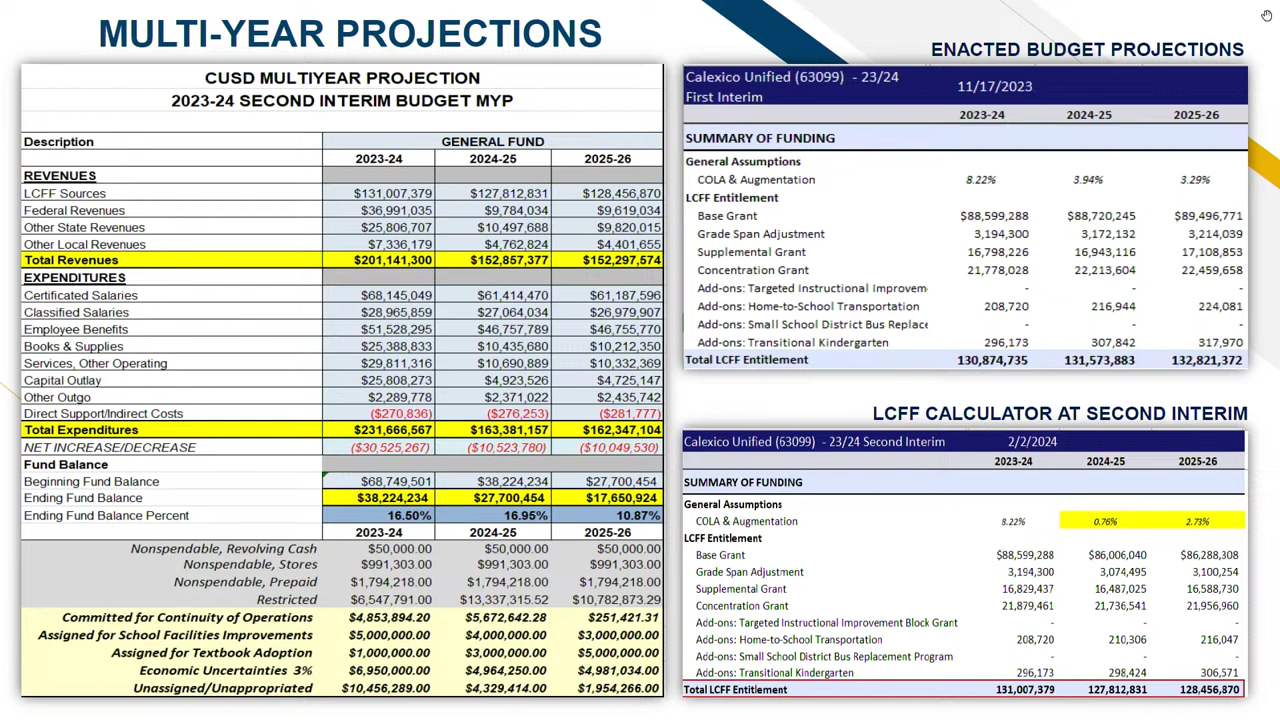 MULTI-YEAR PROJECTIONS
CUSD MULTIYEAR PROJECTION
2023-24 SECOND INTERIM BUDGET MYP
Description GENERAL FUND
2023-24 2024-25 2025-26
REVENUES
LCFF Sources $131,007,379 $127,812,831 $128,456,870
Federal Revenues $36,991,035 $9,784,034 $9,619,034
Other State Revenues $25,806,707 $10,497,688 $9,820,015
Other Local Revenues $7,336,179 $4,762,824 $4,401,655
Total Revenues $201,141,300 $152,857,377 $152,297,574
EXPENDITURES
Certificated Salaries $68,145,049 $61,414,470 $61,187,596
Classified Salaries $28,965,859 $27,064,034 $26,979,907
Employee Benefits $51,528,295 $46,757,789 $46,755,770
Books & Supplies $25,388,833 $10,435,680 $10,212,350
Services, Other Operating $29,811,316 $10,690,889 $10,332,369
Capital Outlay $25,808,273 $4,923,526 $4,725,147
Other Outgo $2,289,778 $2,371,022 $2,435,742
Direct Support/Indirect Costs ($270,836) ($276,253) ($281,777)
Total Expenditures $231,666,567 $163,381,157 $162,347,104
NET INCREASE/DECREASE ($30,525,267) ($10,523,780) ($10,049,530)
Fund Balance
Beginning Fund Balance $68,749,501 $38,224,234 $27,700,454
Ending Fund Balance $38,224,234 $27,700,454 $17,650,924
Ending Fund Balance Percent 16.50% 16.95% 10.87%
2023-24 2024-25 2025-26
Nonspendable, Revolving Cash $50,000.00 $50,000.00 $50,000.00
Nonspendable, Stores $991,303.00 $991,303.00 $991,303.00
Nonspendable, Prepaid $1,794,218.00 $1,794,218.00 $1,794,218.00
Restricted $6,547,791.00 $13,337,315.52 $10,782,873.29
Committed for Continuity of Operations $4,853,894.20 $5,672,642.28 $251,421.31
Assigned for School Facilities Improvements $5,000,000.00 $4,000,000.00 $3,000,000.00
Assigned for Textbook Adoption $1,000,000.00 $3,000,000.00 $5,000,000.00
Economic Uncertainties 3% $6,950,000.00 $4,964,250.00 $4,981,034.00
Unassigned/Unappropriated $10,456,289.00 $4,329,414.00 $1,954,266.00
ENACTED BUDGET PROJECTIONS
Calexico Unified (63099) - 23/24
First Interim 11/17/2023
2023-24 2024-25 2025-26
SUMMARY OF FUNDING
General Assumptions
COLA & Augmentation 8.22% 3.94% 3.29%
LCFF Entitlement
Base Grant $88,599,288 $88,720,245 $89,496,771
Grade Span Adjustment 3,194,300 3,172,132 3,214,039
Supplemental Grant 16,798,226 16,943,116 17,108,853
Concentration Grant 21,778,028 22,213,604 22,459,658
Add-ons: Targeted Instructional Improvem - - -
Add-ons: Home-to-School Transportation 208,720 216,944 224,081
Add-ons: Small School District Bus Replace - - -
Add-ons: Transitional Kindergarten 296,173 307,842 317,970
Total LCFF Entitlement 130,874,735 131,573,883 132,821,372
LCFF CALCULATOR AT SECOND INTERIM
Calexico Unified (63099) - 23/24 Second Interim 2/2/2024
2023-24 2024-25 2025-26
SUMMARY OF FUNDING
General Assumptions
COLA & Augmentation 8.22% 0.76% 2.73%
LCFF Entitlement
Base Grant $88,599,288 $86,006,040 $86,288,308
Grade Span Adjustment 3,194,300 3,074,495 3,100,254
Supplemental Grant 16,829,437 16,487,025 16,588,730
Concentration Grant 21,879,461 21,736,541 21,956,960
Add-ons: Targeted Instructional Improvement Block Grant - - -
Add-ons: Home-to-School Transportation 208,720 210,306 216,047
Add-ons: Small School District Bus Replacement Program - - -
Add-ons: Transitional Kindergarten 296,173 298,424 306,571
Total LCFF Entitlement 131,007,379 127,812,831 128,456,870